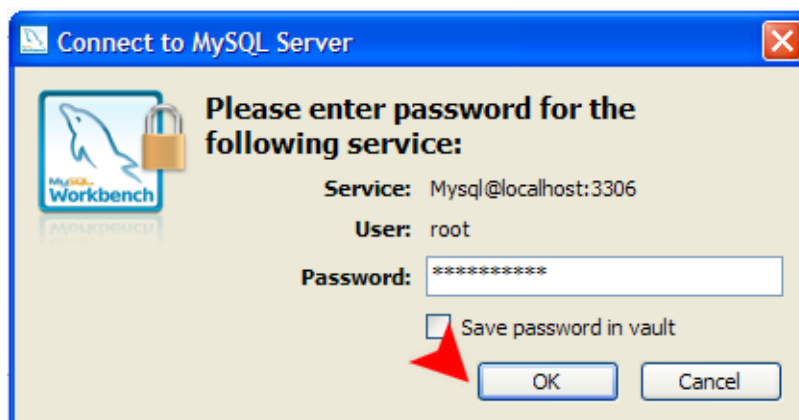 Connect to MySQL Server
Please enter password for the
following service:
MySQL
Workbench
Service: Mysql@localhost:3306
User: root
Password: **********
Save password in vault
OK Cancel